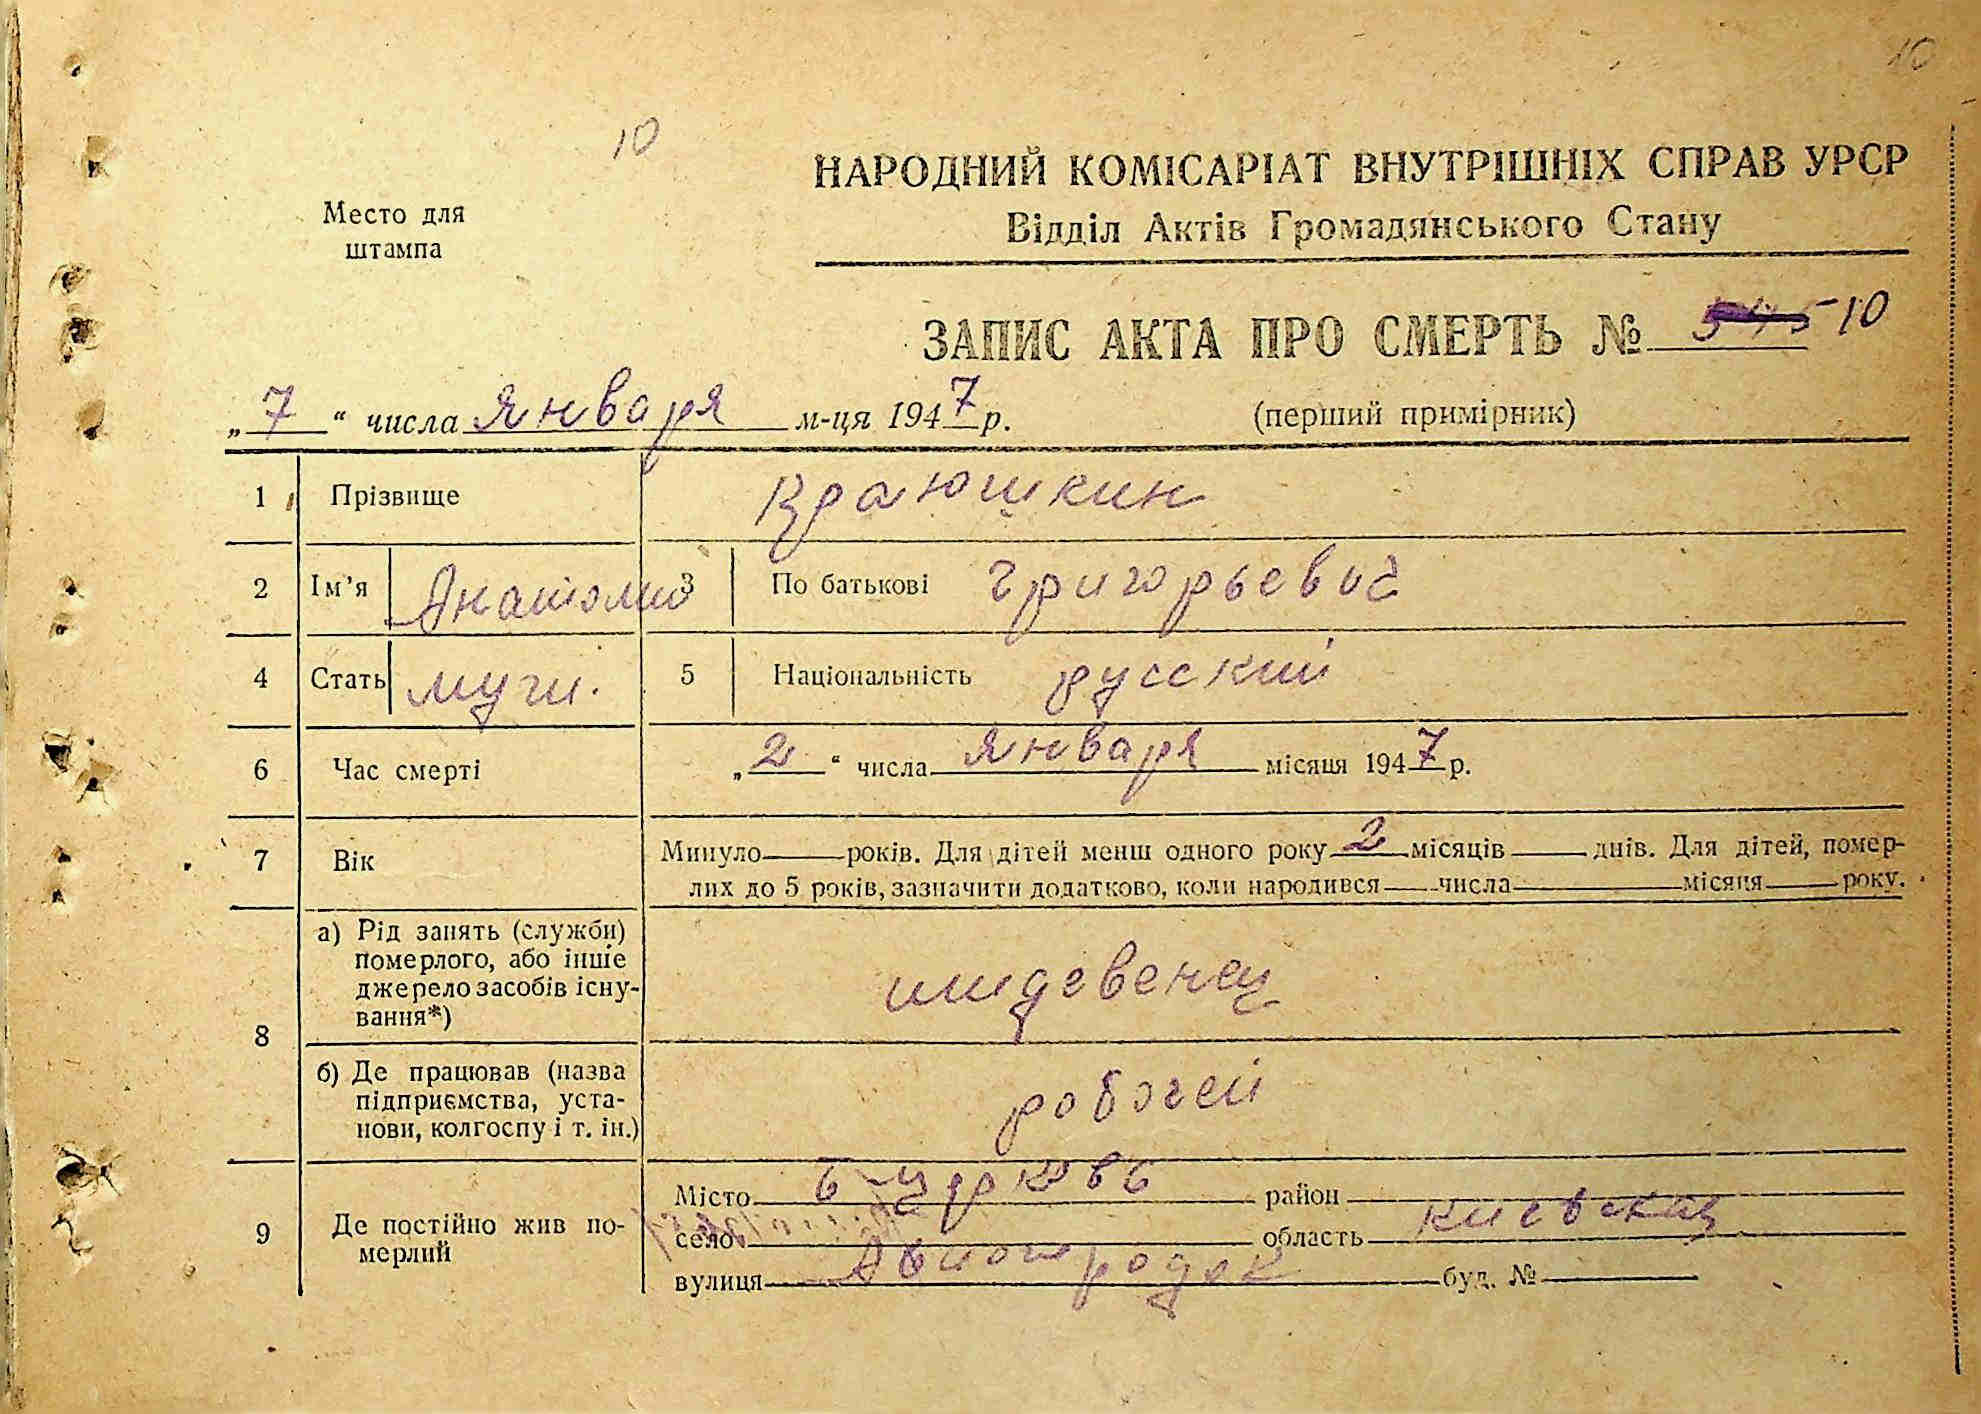 10
10
Место для
штампа
НАРОДНИЙ КОМІСАРІАТ ВНУТРІШНІХ СПРАВ УРСР
Відділ Актів Громадянського Стану
ЗАПИС АКТА ПРО СМЕРТЬ № 545 10
„7“ числа Января м-ця 1947 р. (перший примірник)
1 Прізвище Краюшкин
2 Ім’я Анатолий 3 По батькові Григорьевич
4 Стать муж. 5 Національність русский
6 Час смерті „2“ числа Января місяця 1947 р.
7 Вік Минуло років. Для дітей менш одного року 2 місяців днів. Для дітей, помер-
лих до 5 років, зазначити додатково, коли народився числа місяця року.
8 а) Рід занять (служби)
померлого, або інше
джерело засобів існу-
вання*)
иждевенец
б) Де працював (назва
підприємства, уста-
нови, колгоспу і т. ін.)
рабочей
9 Де постійно жив по-
мерлий
Місто Б-Церковь район
село область Киевская
вулиця Авиогородок буд. №